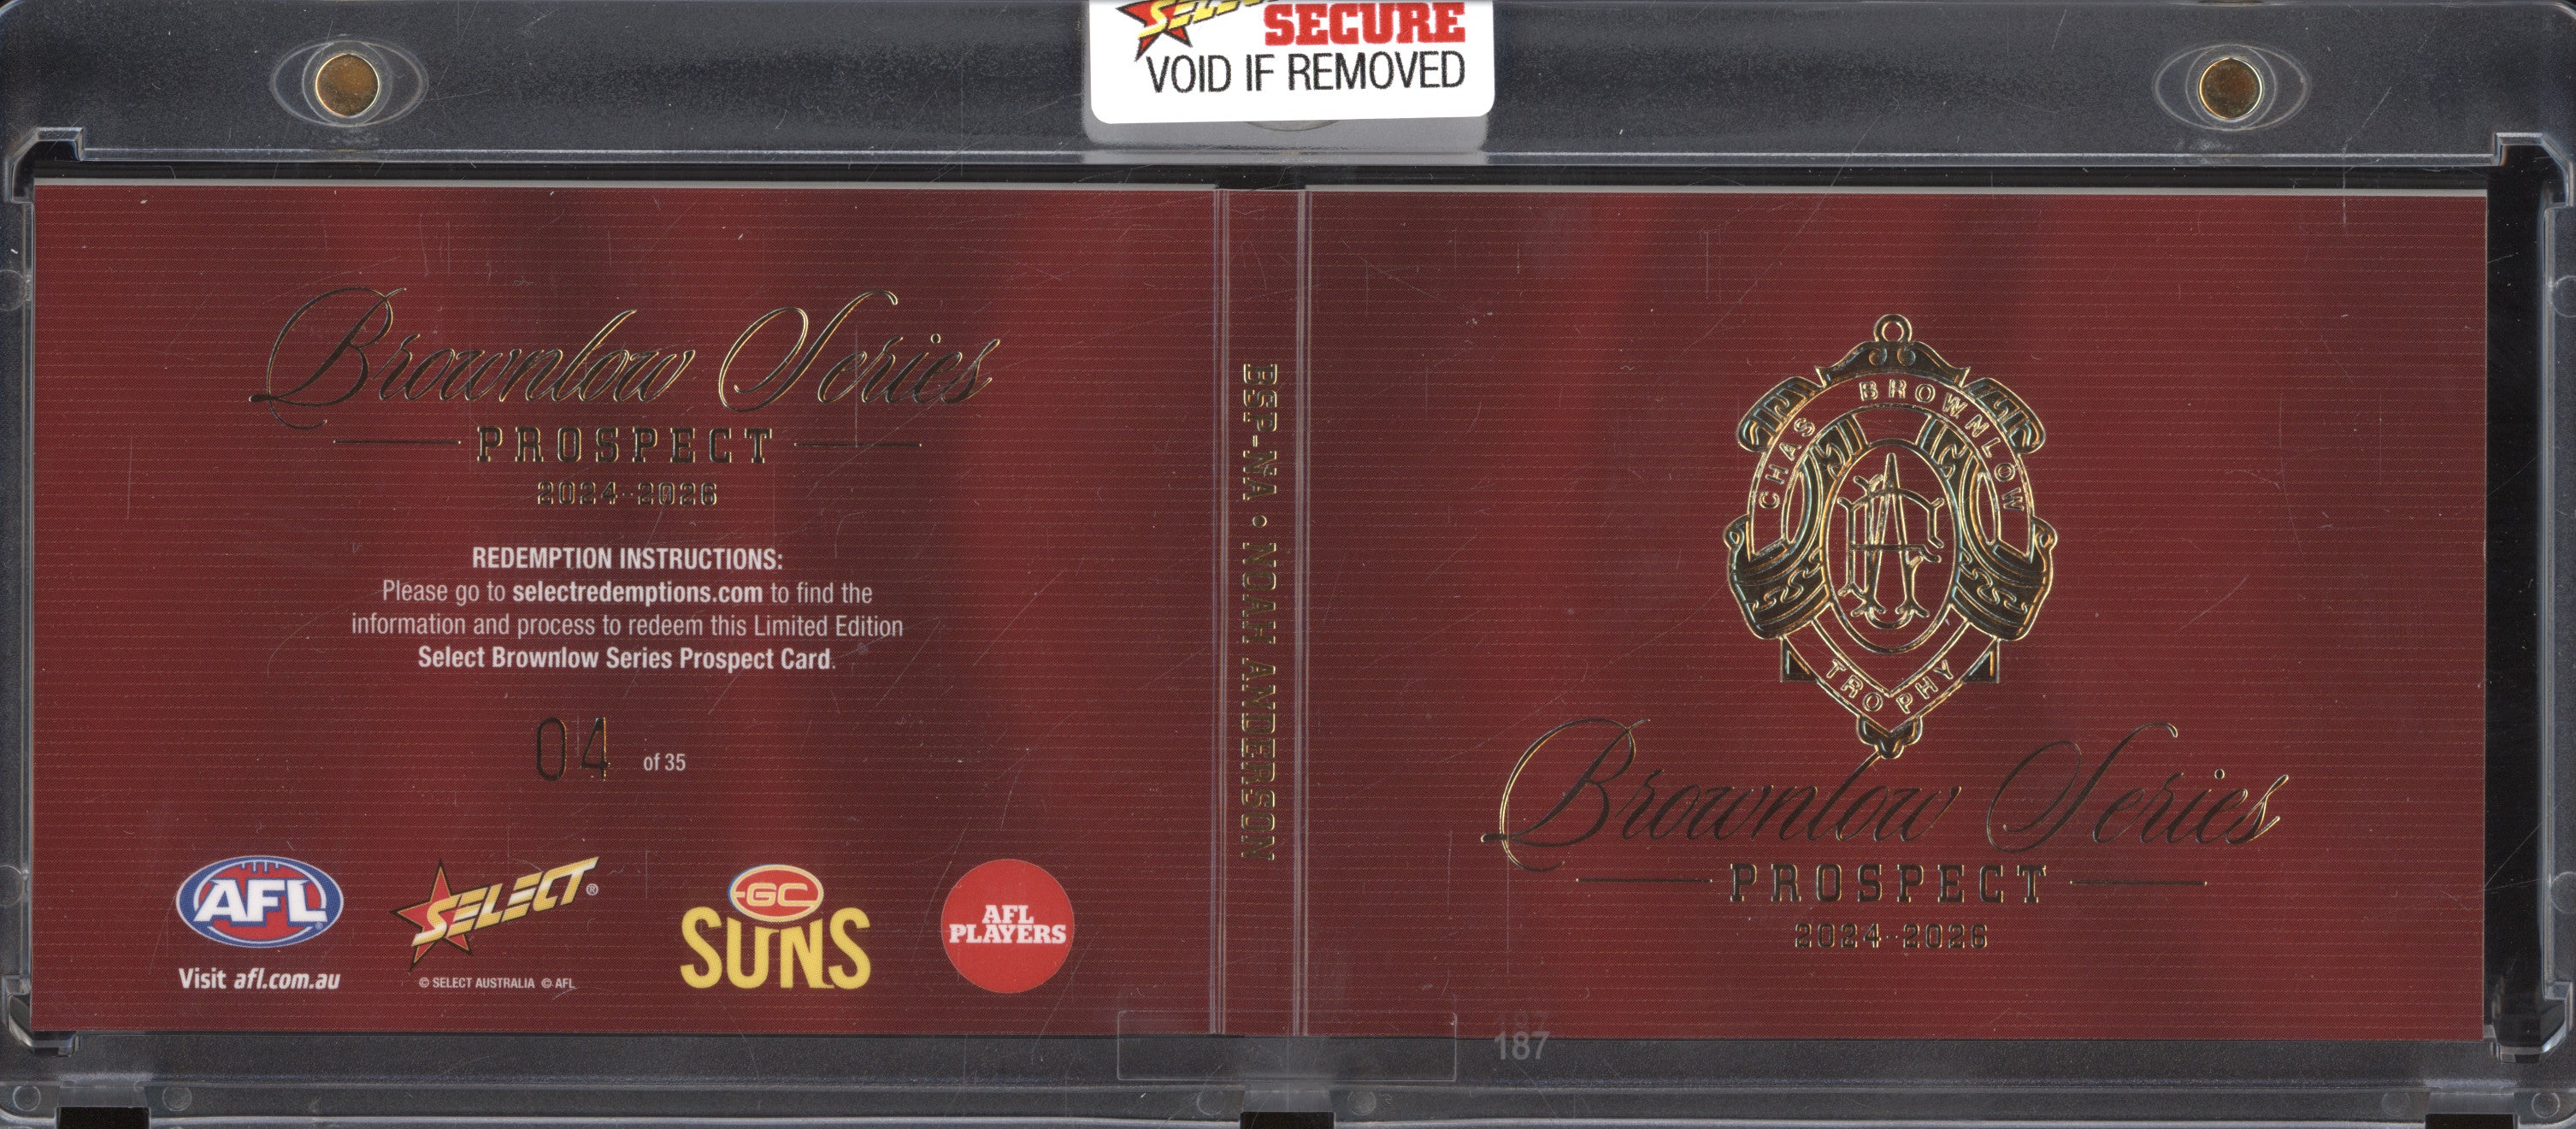 SELECT
SECURE
VOID IF REMOVED
Brownlow Series
PROSPECT
2024-2026
REDEMPTION INSTRUCTIONS:
Please go to selectredemptions.com to find the
information and process to redeem this Limited Edition
Select Brownlow Series Prospect Card.
04 of 35
AFL
Visit afl.com.au
SELECT®
© SELECT AUSTRALIA © AFL
GC
SUNS
AFL
PLAYERS
BSP-NA • NOAH ANDERSON
CHAS BROWNLOW
TROPHY
Brownlow Series
PROSPECT
2024-2026
187